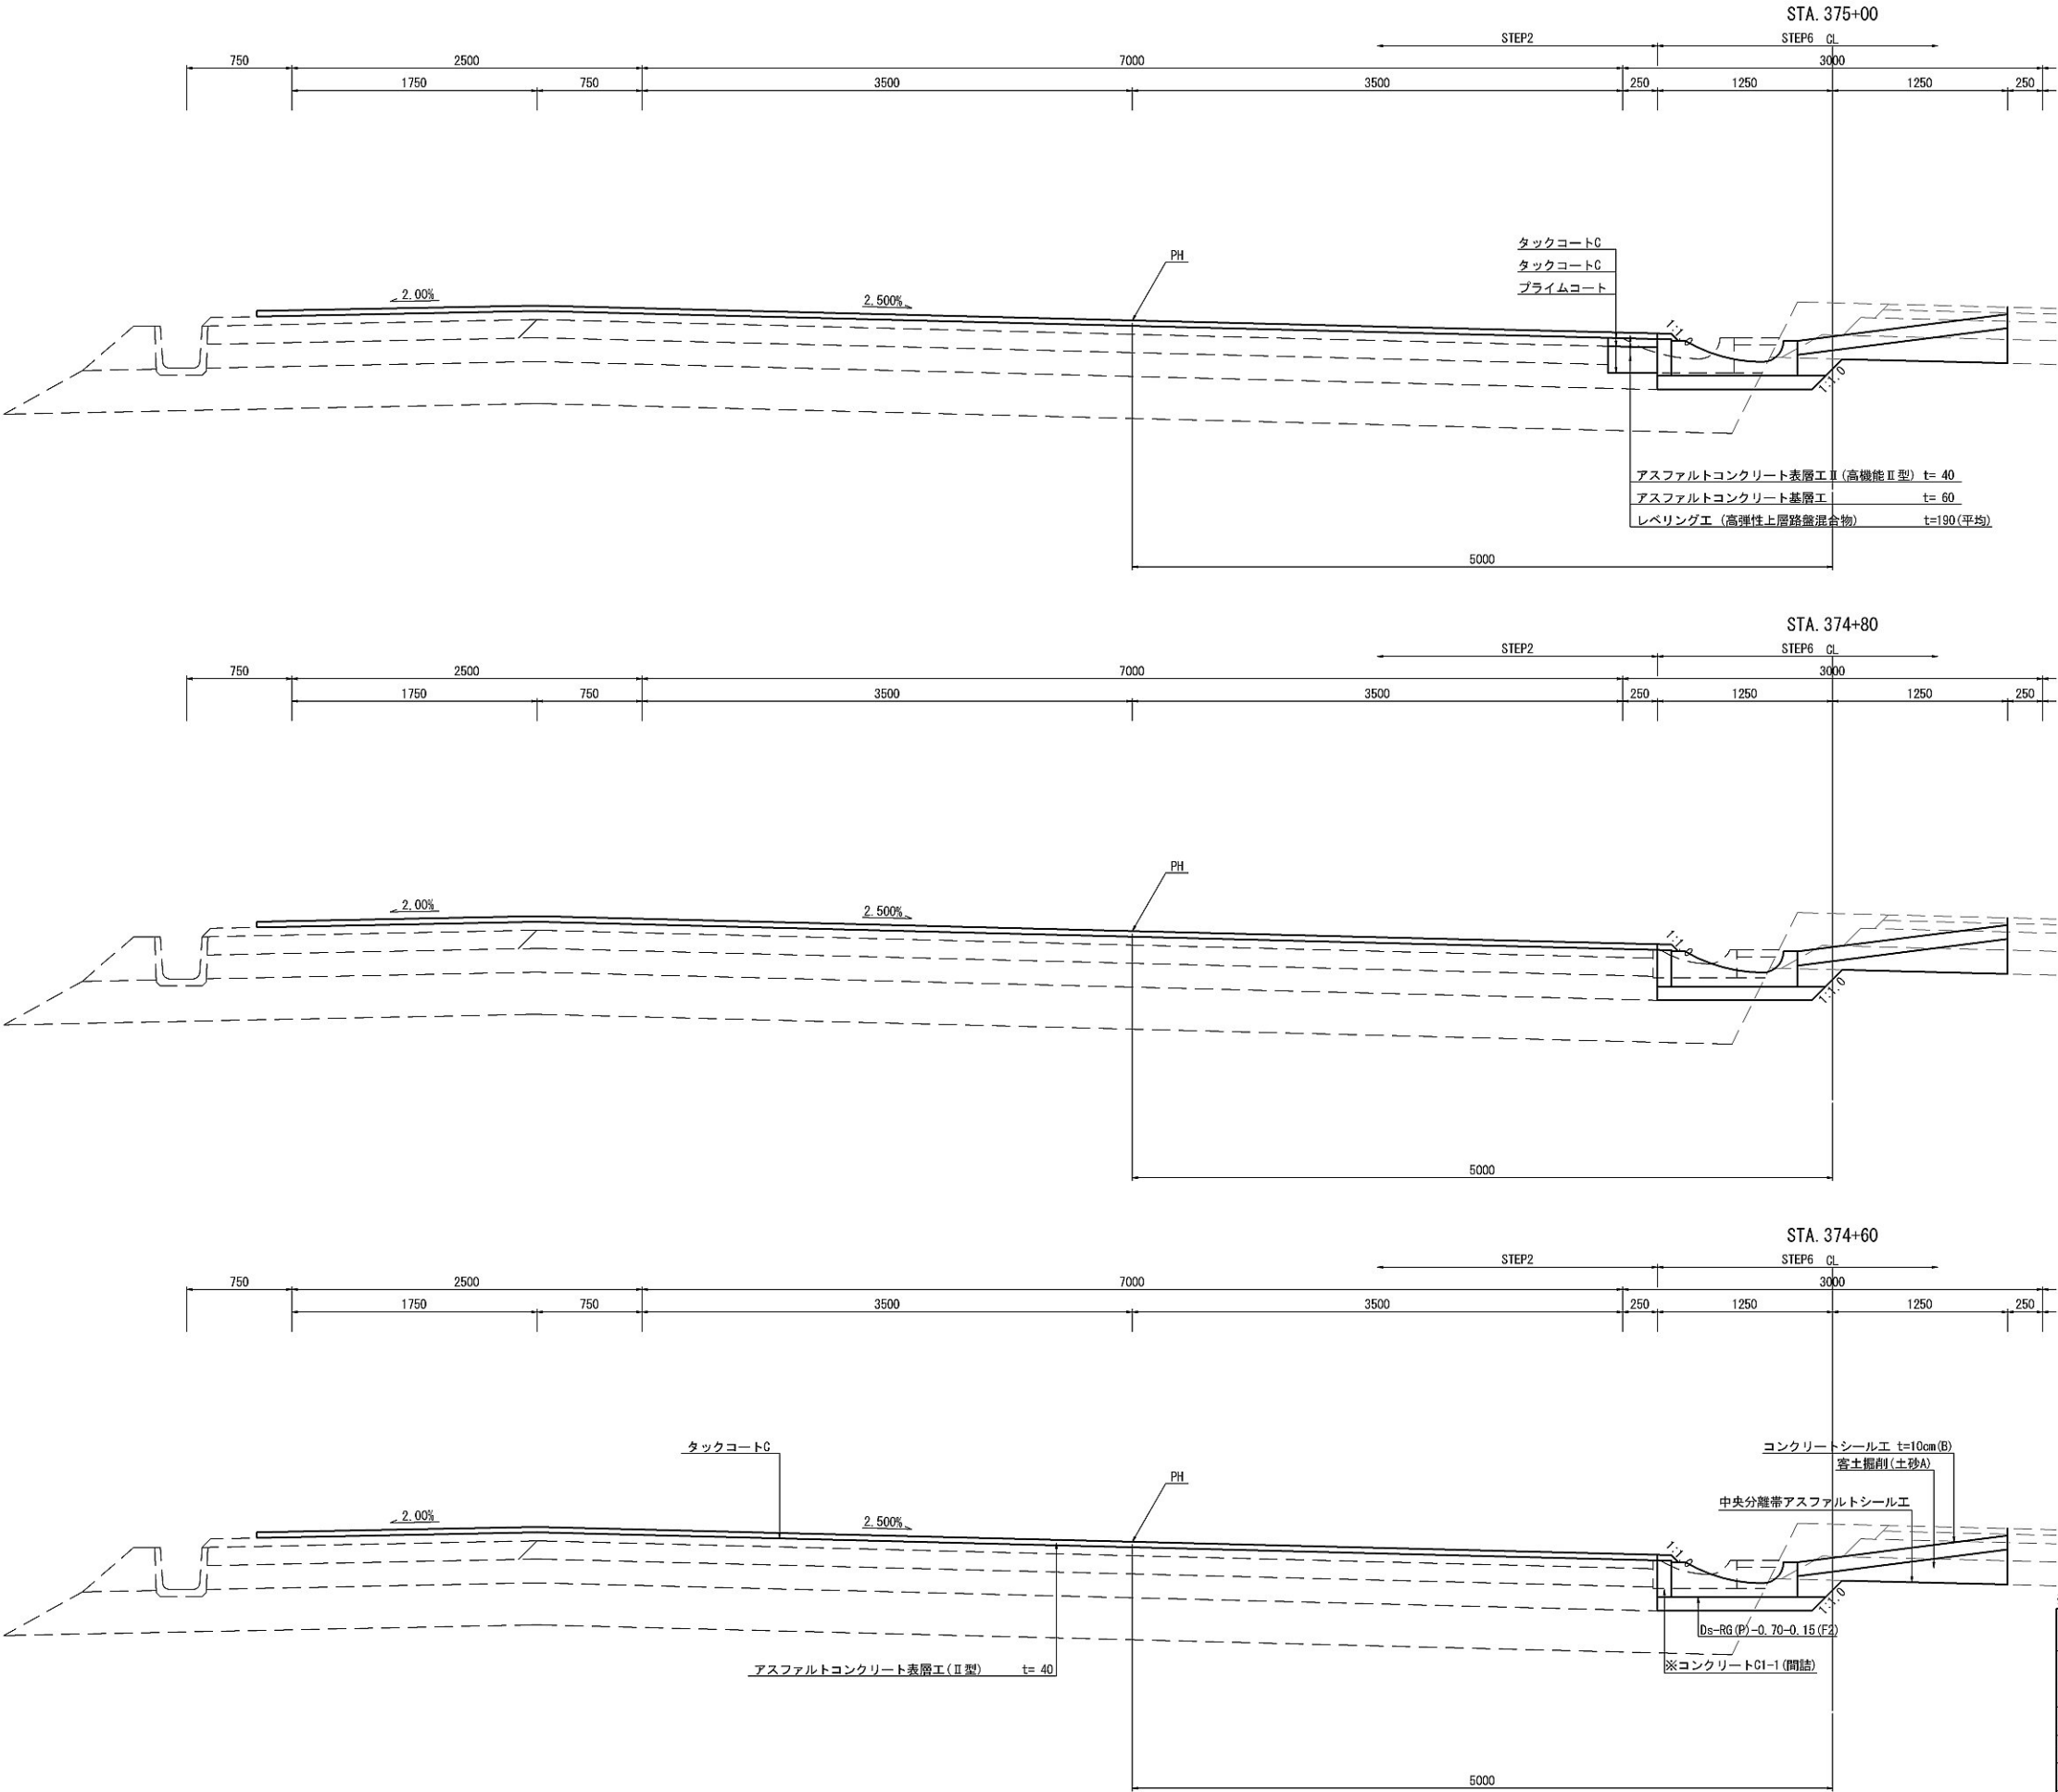 STA. 375+00
STEP2 STEP6 CL
750 2500 7000 3000
1750 750 3500 3500 250 1250 1250 250
タックコートC
タックコートC
プライムコート
PH
2.00%
2.500%
1:1.0
1:1.0
アスファルトコンクリート表層工Ⅱ(高機能Ⅱ型) t= 40
アスファルトコンクリート基層工 t= 60
レベリング工 (高弾性上層路盤混合物) t=190(平均)
5000
STA. 374+80
STEP2 STEP6 CL
750 2500 7000 3000
1750 750 3500 3500 250 1250 1250 250
PH
2.00%
2.500%
1:1.0
1:1.0
5000
STA. 374+60
STEP2 STEP6 CL
750 2500 7000 3000
1750 750 3500 3500 250 1250 1250 250
タックコートC
コンクリートシール工 t=10cm(B)
客土掘削(土砂A)
PH
中央分離帯アスファルトシール工
2.00%
2.500%
1:1.0
1:1.0
Ds-RG(P)-0.70-0.15(F2)
アスファルトコンクリート表層工(Ⅱ型) t= 40
※コンクリートC1-1(間詰)
5000